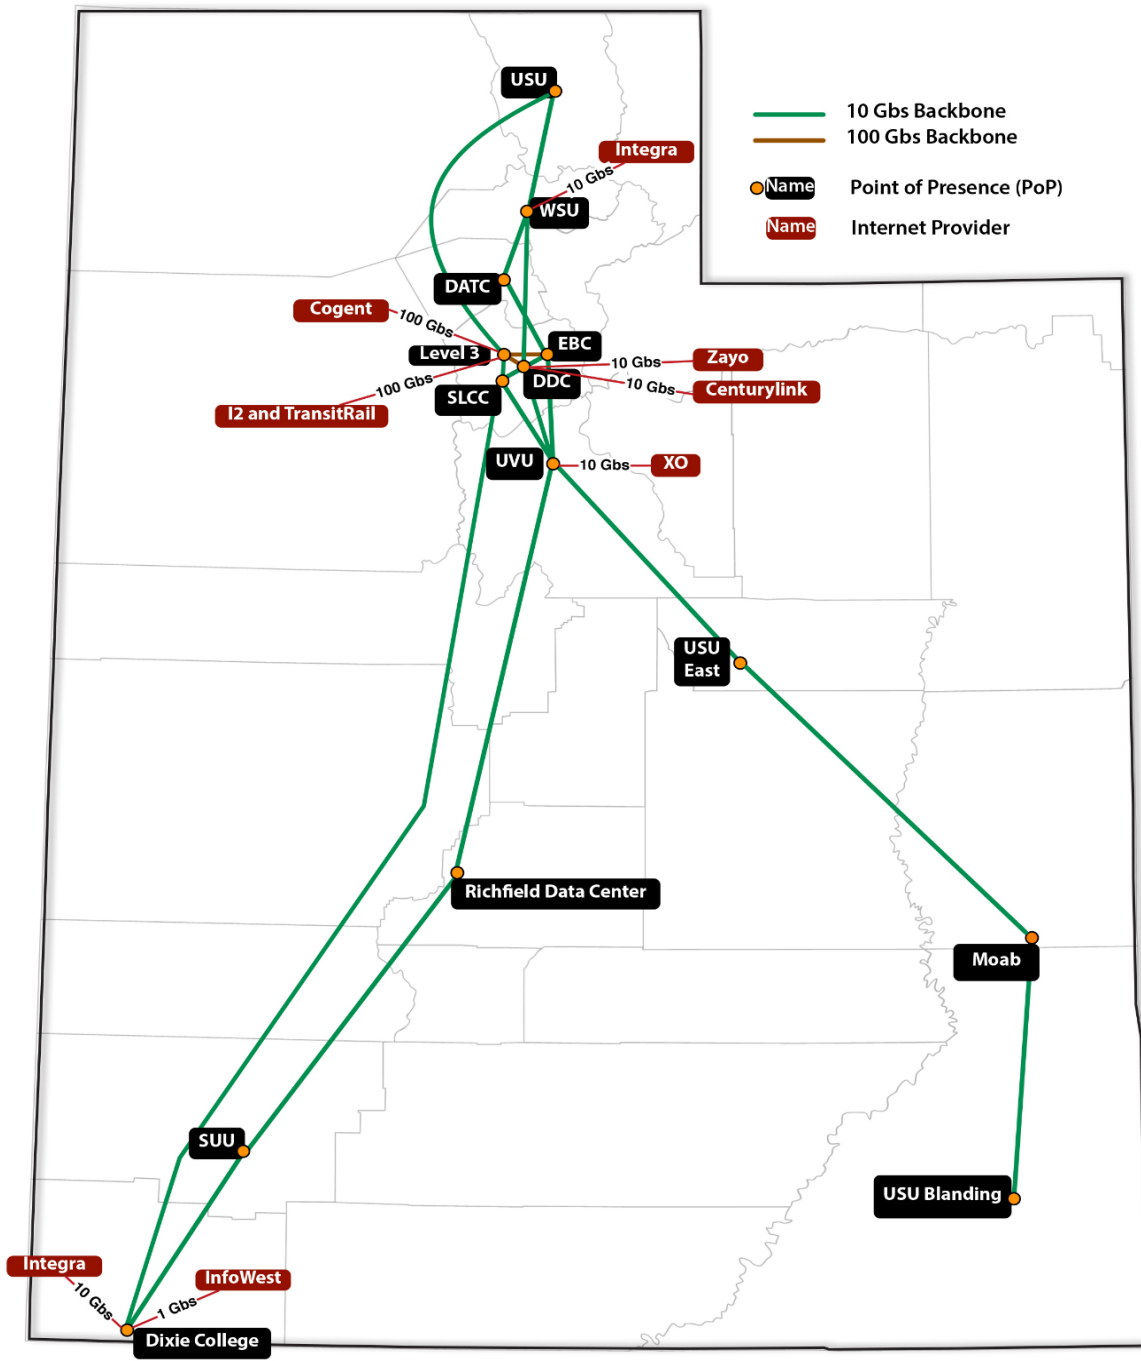 USU
10 Gbs Backbone
100 Gbs Backbone
Integra
10 Gbs
Name
Point of Presence (PoP)
WSU
Name
Internet Provider
DATC
Cogent
100 Gbs
EBC
Level 3
10 Gbs
Zayo
DDC
100 Gbs
10 Gbs
Centurylink
SLCC
I2 and TransitRail
UVU
10 Gbs
XO
USU
East
Richfield Data Center
Moab
SUU
USU Blanding
Integra
InfoWest
10 Gbs
1 Gbs
Dixie College